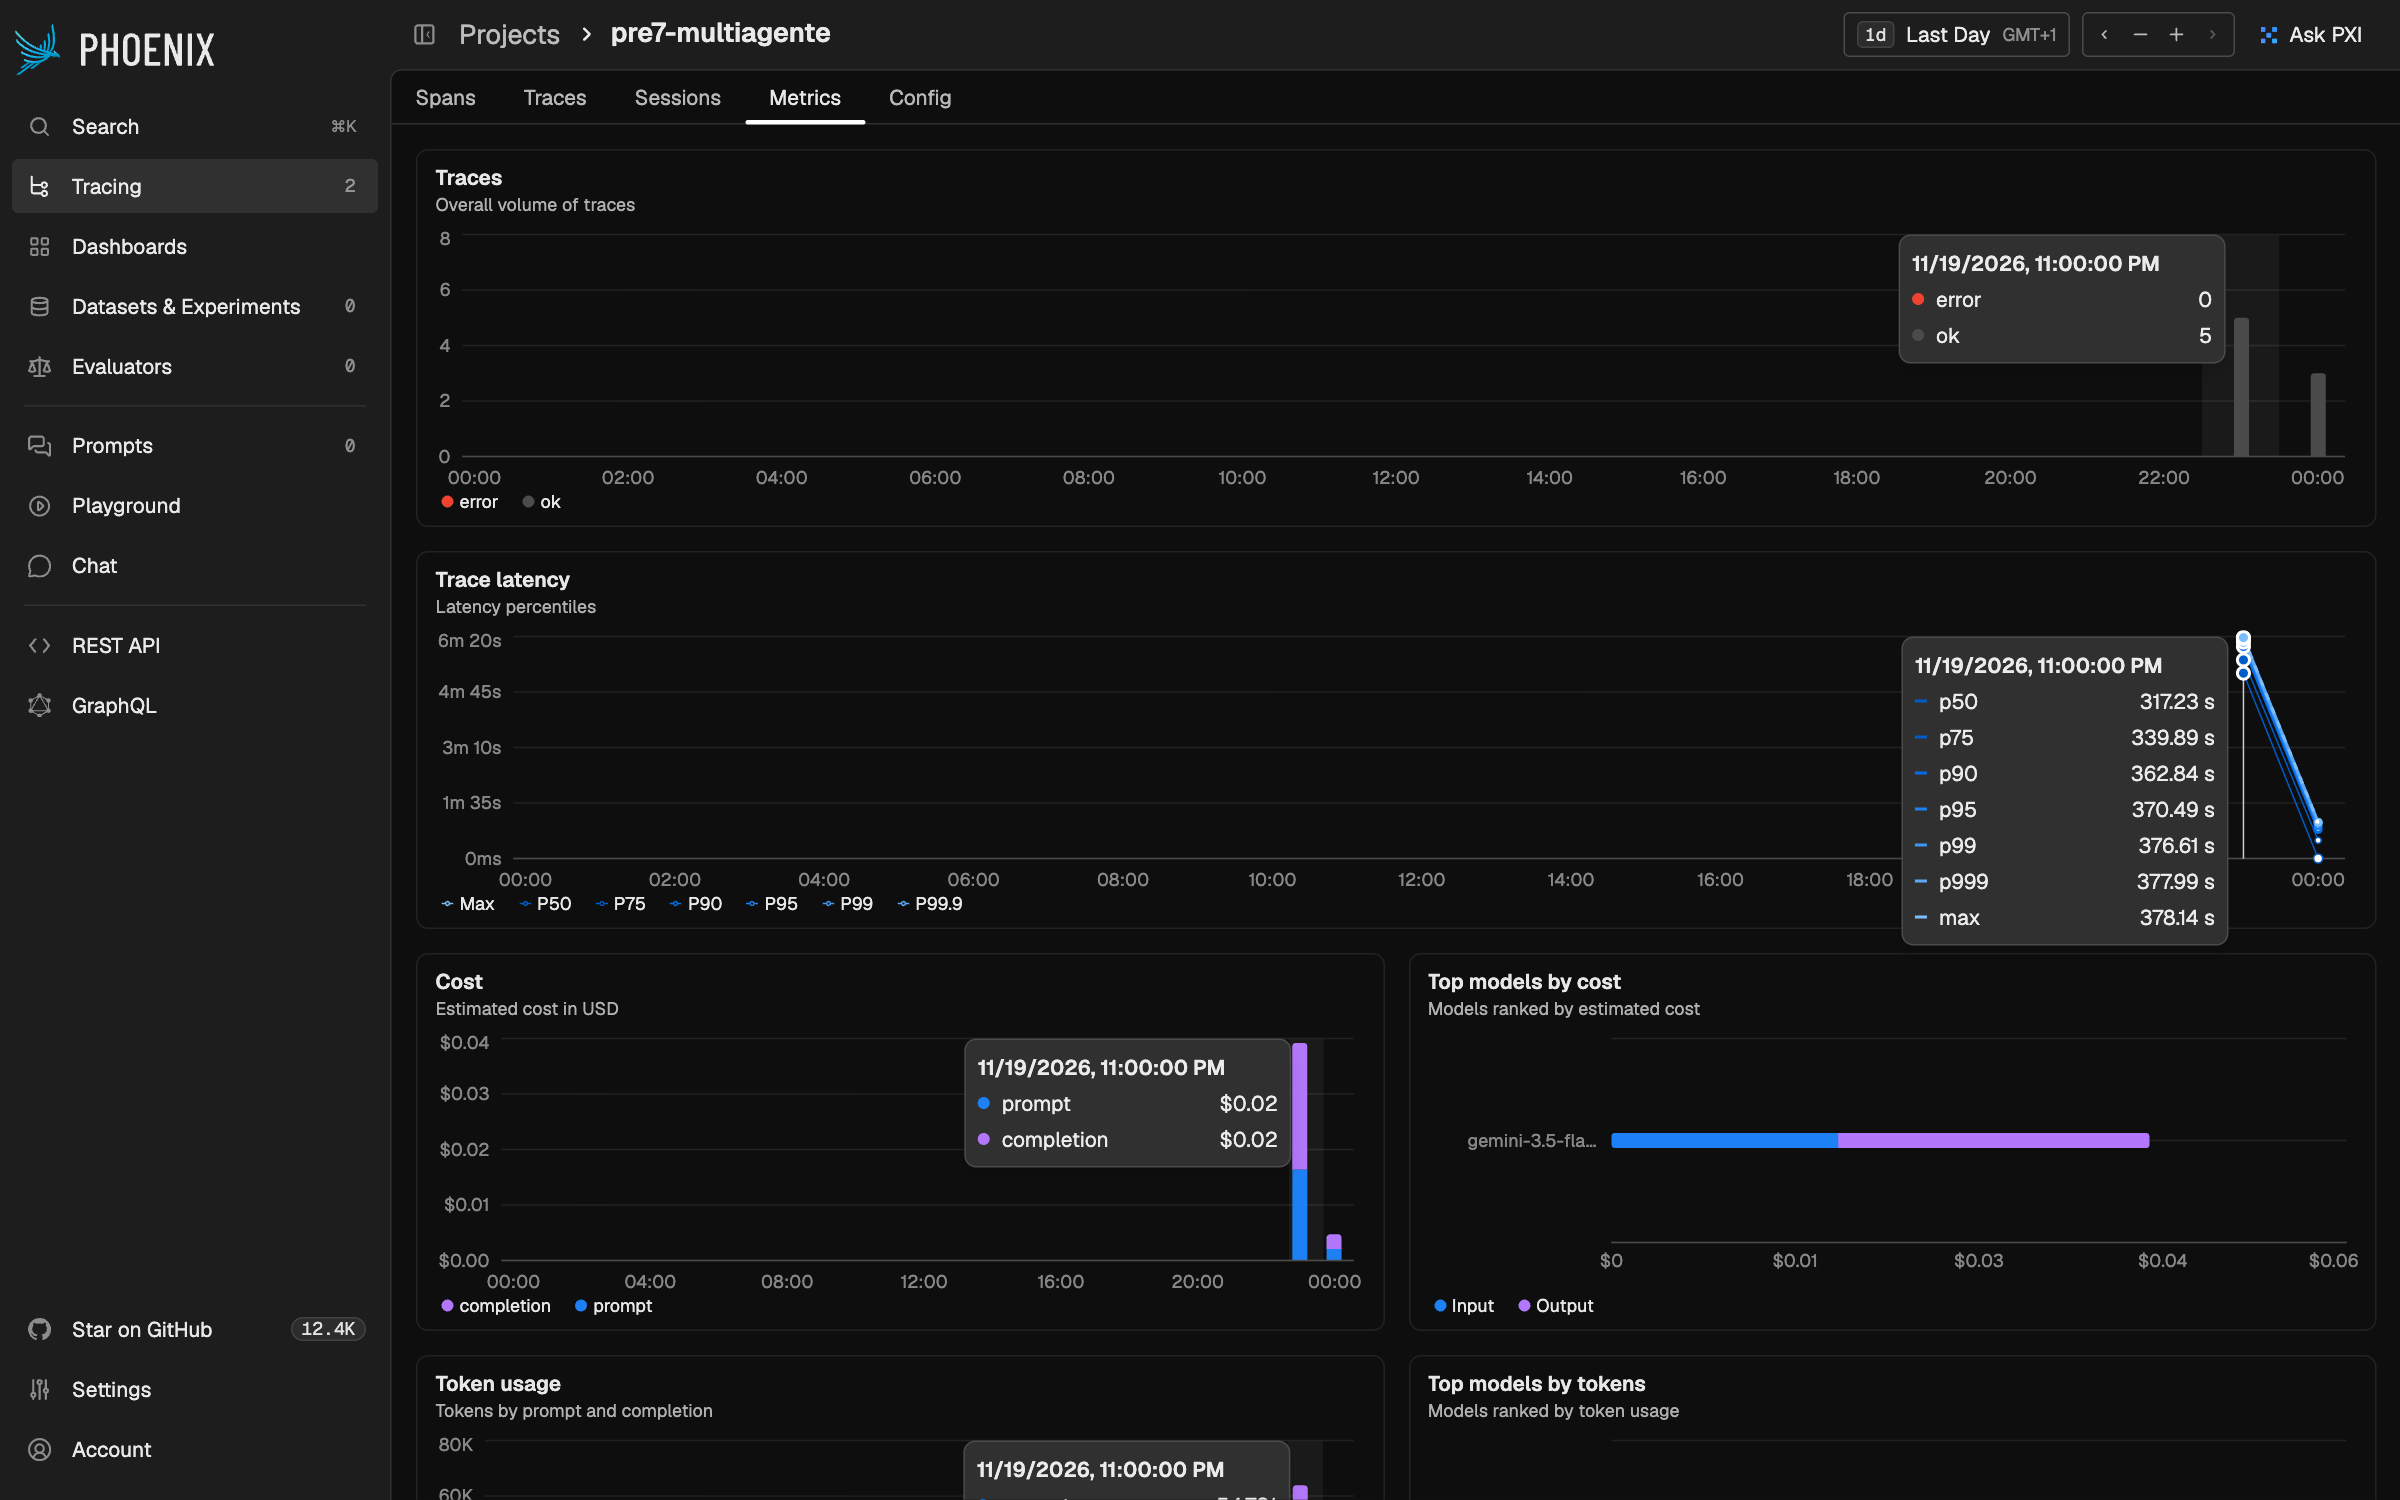 PHOENIX
Search ⌘K
Tracing 2
Dashboards
Datasets & Experiments 0
Evaluators 0
Prompts 0
Playground
Chat
REST API
GraphQL
Star on GitHub 12.4K
Settings
Account
Projects › pre7-multiagente
1d Last Day GMT+1
Ask PXI
Spans Traces Sessions Metrics Config
Traces
Overall volume of traces
8
6
4
2
0
00:00 02:00 04:00 06:00 08:00 10:00 12:00 14:00 16:00 18:00 20:00 22:00 00:00
error ok
11/19/2026, 11:00:00 PM
error 0
ok 5
Trace latency
Latency percentiles
6m 20s
4m 45s
3m 10s
1m 35s
0ms
00:00 02:00 04:00 06:00 08:00 10:00 12:00 14:00 16:00 18:00 00:00
Max P50 P75 P90 P95 P99 P99.9
11/19/2026, 11:00:00 PM
p50 317.23 s
p75 339.89 s
p90 362.84 s
p95 370.49 s
p99 376.61 s
p999 377.99 s
max 378.14 s
Cost
Estimated cost in USD
$0.04
$0.03
$0.02
$0.01
$0.00
00:00 04:00 08:00 12:00 16:00 20:00 00:00
completion prompt
11/19/2026, 11:00:00 PM
prompt $0.02
completion $0.02
Top models by cost
Models ranked by estimated cost
gemini-3.5-fla...
$0 $0.01 $0.03 $0.04 $0.06
Input Output
Token usage
Tokens by prompt and completion
80K
60K
11/19/2026, 11:00:00 PM
Top models by tokens
Models ranked by token usage